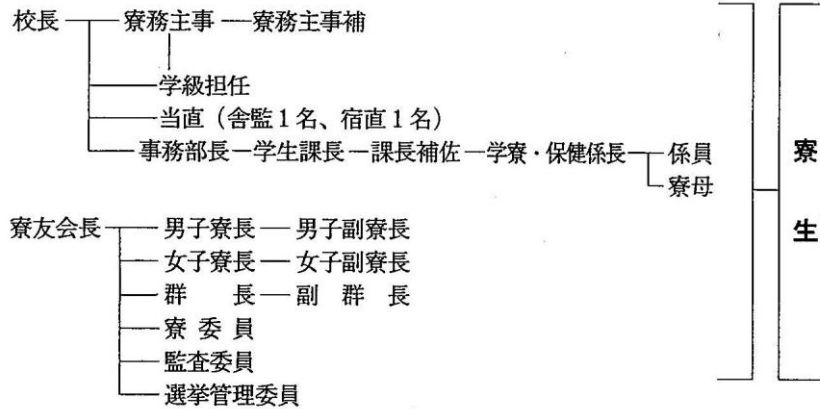 校長 寮務主事 寮務主事補
学級担任
当直（舎監1名、宿直1名）
事務部長 学生課長 課長補佐 学寮・保健係長 係員
寮母
寮友会長 男子寮長 男子副寮長
女子寮長 女子副寮長
群長 副群長
寮委員
監査委員
選挙管理委員
寮生